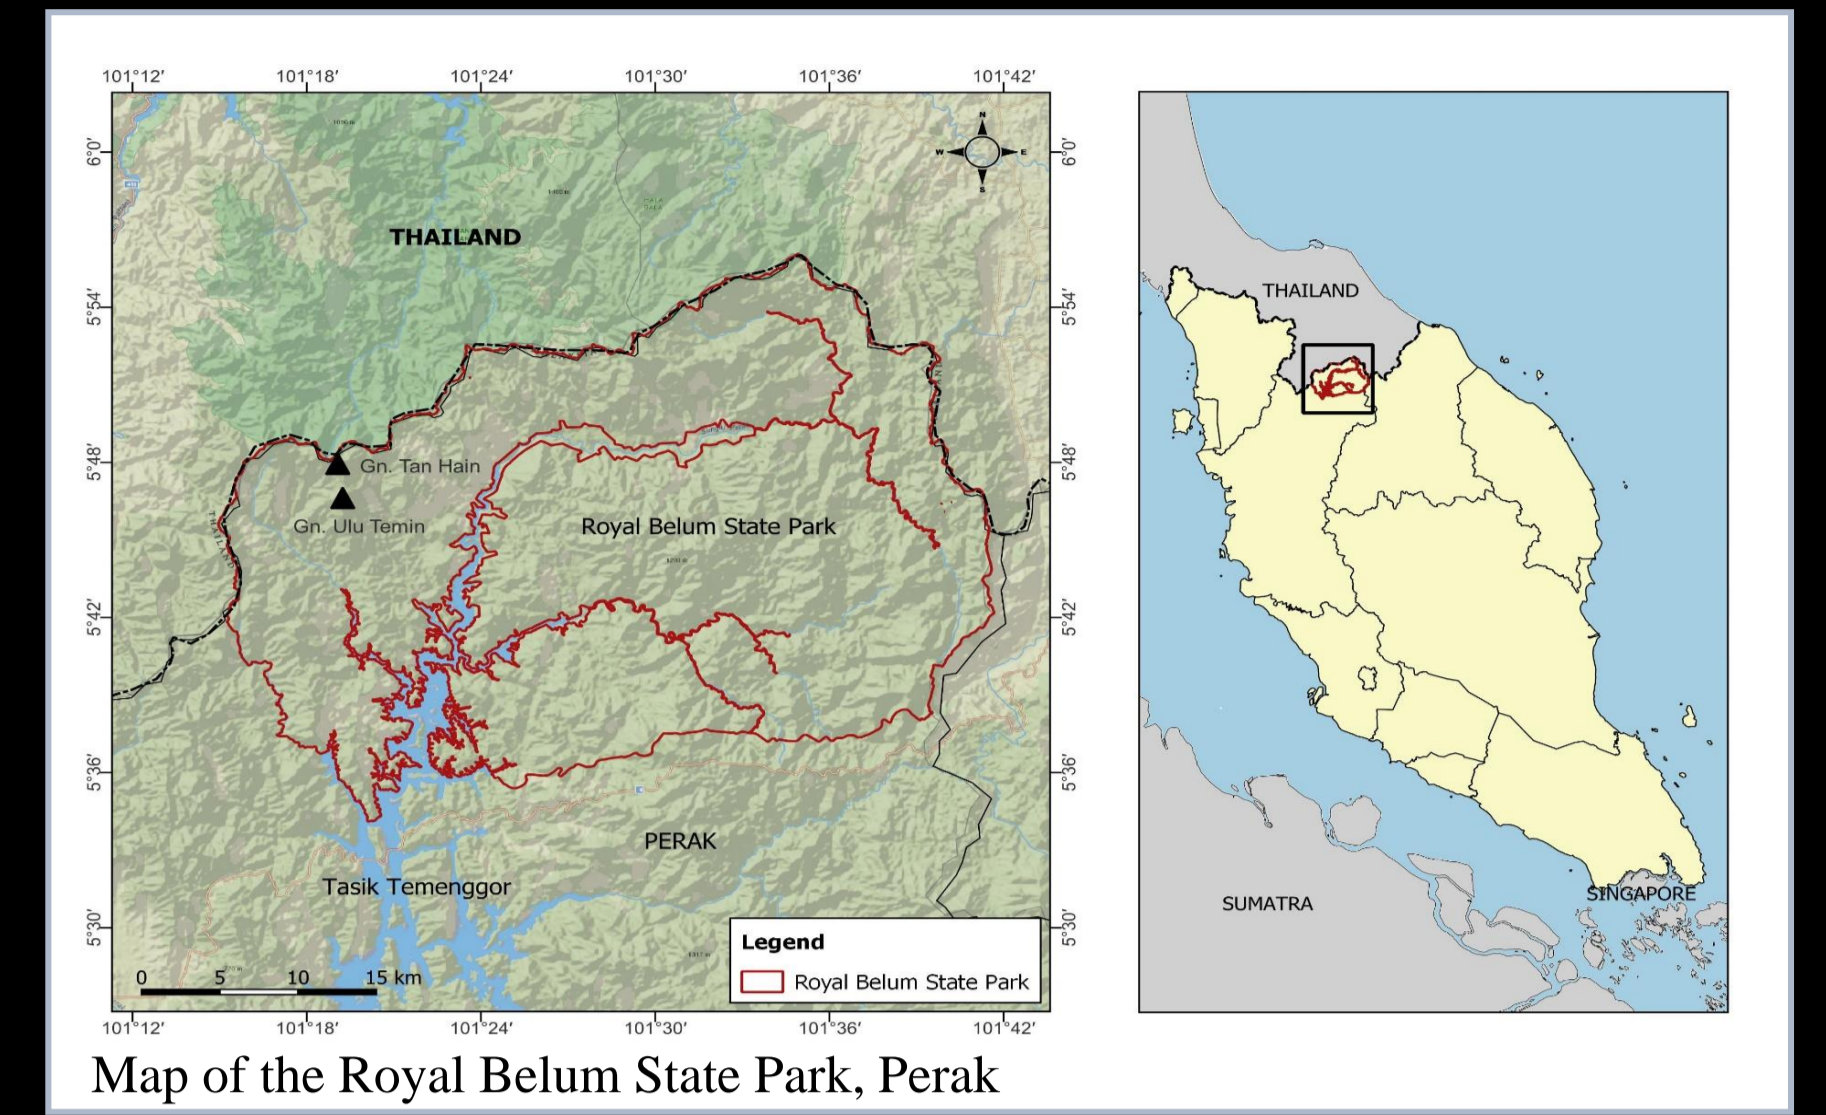 101°12' 101°18' 101°24' 101°30' 101°36' 101°42'
N
W E
S
6°0' 6°0'
THAILAND
5°54' 5°54'
5°48' 5°48'
Gn. Tan Hain
Gn. Ulu Temin
THAILAND
Royal Belum State Park
5°42' 5°42'
5°36' 5°36'
PERAK
Tasik Temenggor
5°30' 5°30'
Legend
Royal Belum State Park
0 5 10 15 km
101°12' 101°18' 101°24' 101°30' 101°36' 101°42'
THAILAND
SUMATRA
SINGAPORE
Map of the Royal Belum State Park, Perak